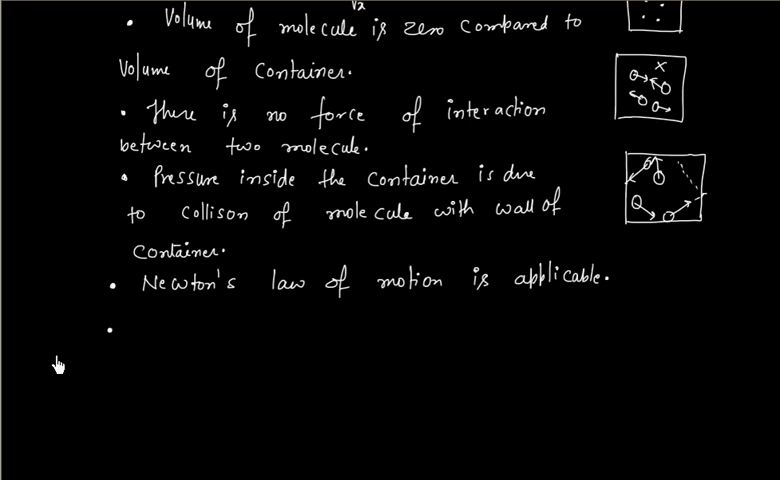 • Volume of molecule is zero compared to
Volume of Container.
• There is no force of interaction
between two molecule.
• Pressure inside the Container is due
to Collison of molecule with wall of
Container.
• Newton's law of motion is applicable.
•